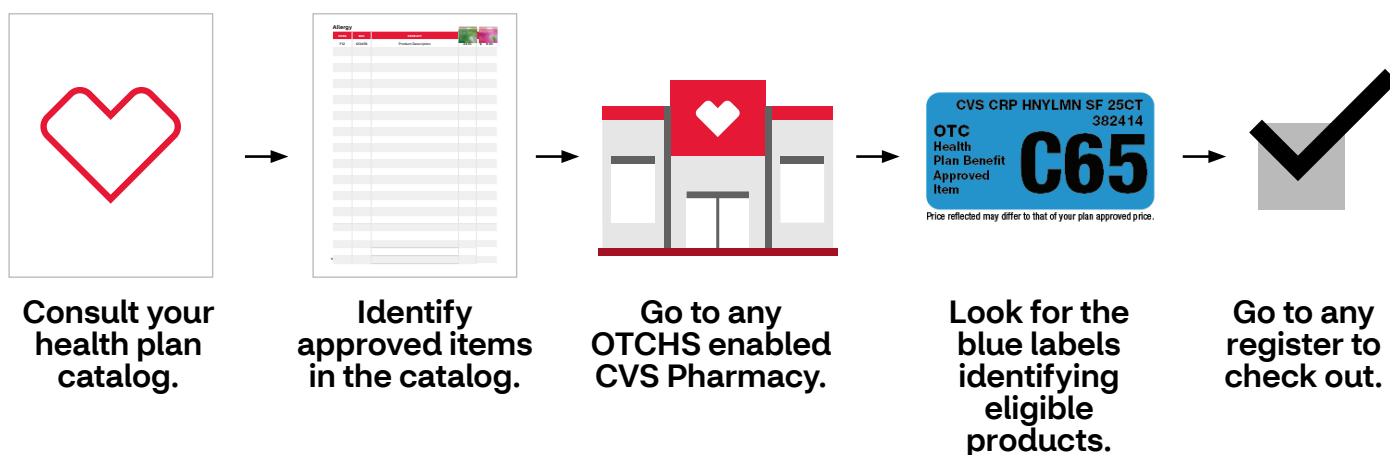 Allergy
Product Description
CVS CRP HNYLMN SF 25CT
382414
OTC
Health
Plan Benefit
Approved
Item
C65
Price reflected may differ to that of your plan approved price.
Consult your
health plan
catalog.
Identify
approved items
in the catalog.
Go to any
OTCHS enabled
CVS Pharmacy.
Look for the
blue labels
identifying
eligible
products.
Go to any
register to
check out.